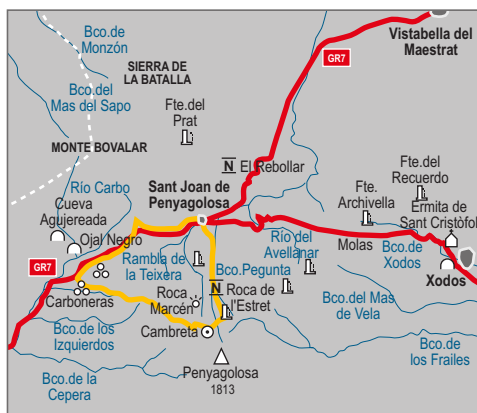 Bco.de
Monzón
Vistabella del
Maestrat
GR7
SIERRA DE
LA BATALLA
Bco.del
Mas del Sapo
Fte.del
Prat
MONTE BOVALAR
N El Rebollar
Fte.del
Recuerdo
Río Carbo
Sant Joan de
Penyagolosa
Fte.
Archivella
Ermita de
Sant Cristófol
Cueva
Agujereada
Ojal Negro
Río del
Avellanar
Molas
Bco.de
Xodos
GR7
Rambla de
la Teixera
Bco.Pegunta
Xodos
Carboneras
Roca
Marcén
N Roca de
l'Estret
Bco.del Mas
de Vela
Bco.de los
Izquierdos
Cambreta
Bco.de
los Frailes
Bco.de la
Cepera
Penyagolosa
1813